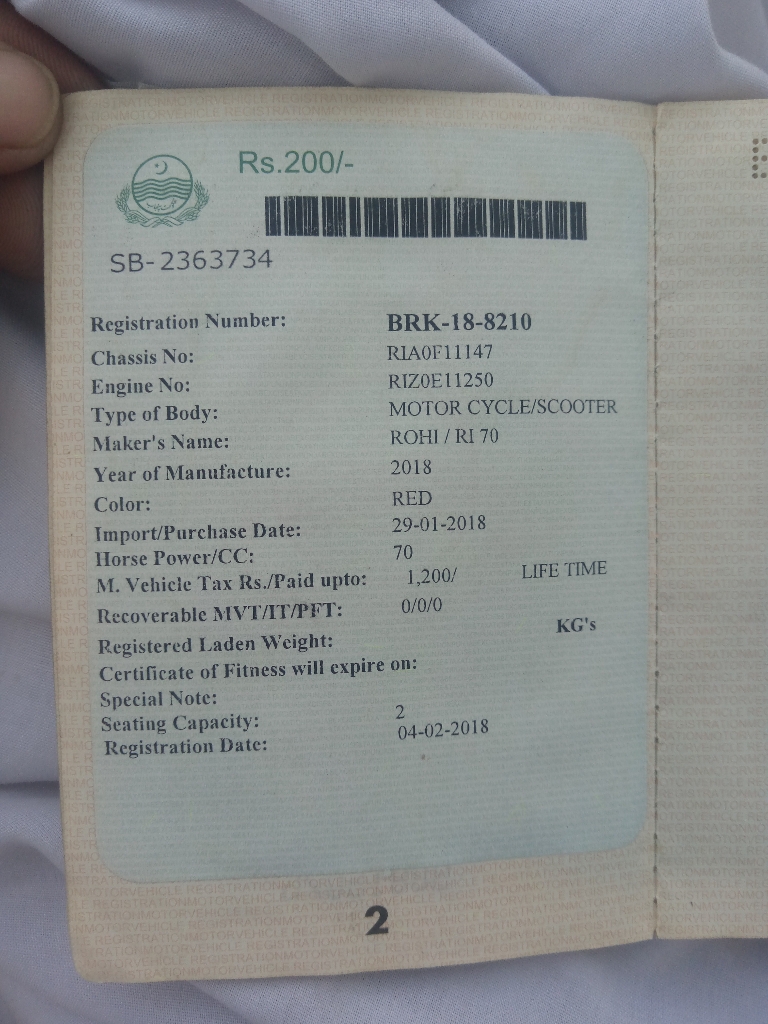 Rs.200/-
SB-2363734
Registration Number: BRK-18-8210
Chassis No: RIA0F11147
Engine No: RIZ0E11250
Type of Body: MOTOR CYCLE/SCOOTER
Maker's Name: ROHI / RI 70
Year of Manufacture: 2018
Color: RED
Import/Purchase Date: 29-01-2018
Horse Power/CC: 70
M. Vehicle Tax Rs./Paid upto: 1,200/ LIFE TIME
Recoverable MVT/IT/PFT: 0/0/0
Registered Laden Weight: KG's
Certificate of Fitness will expire on:
Special Note:
Seating Capacity: 2
Registration Date: 04-02-2018
2